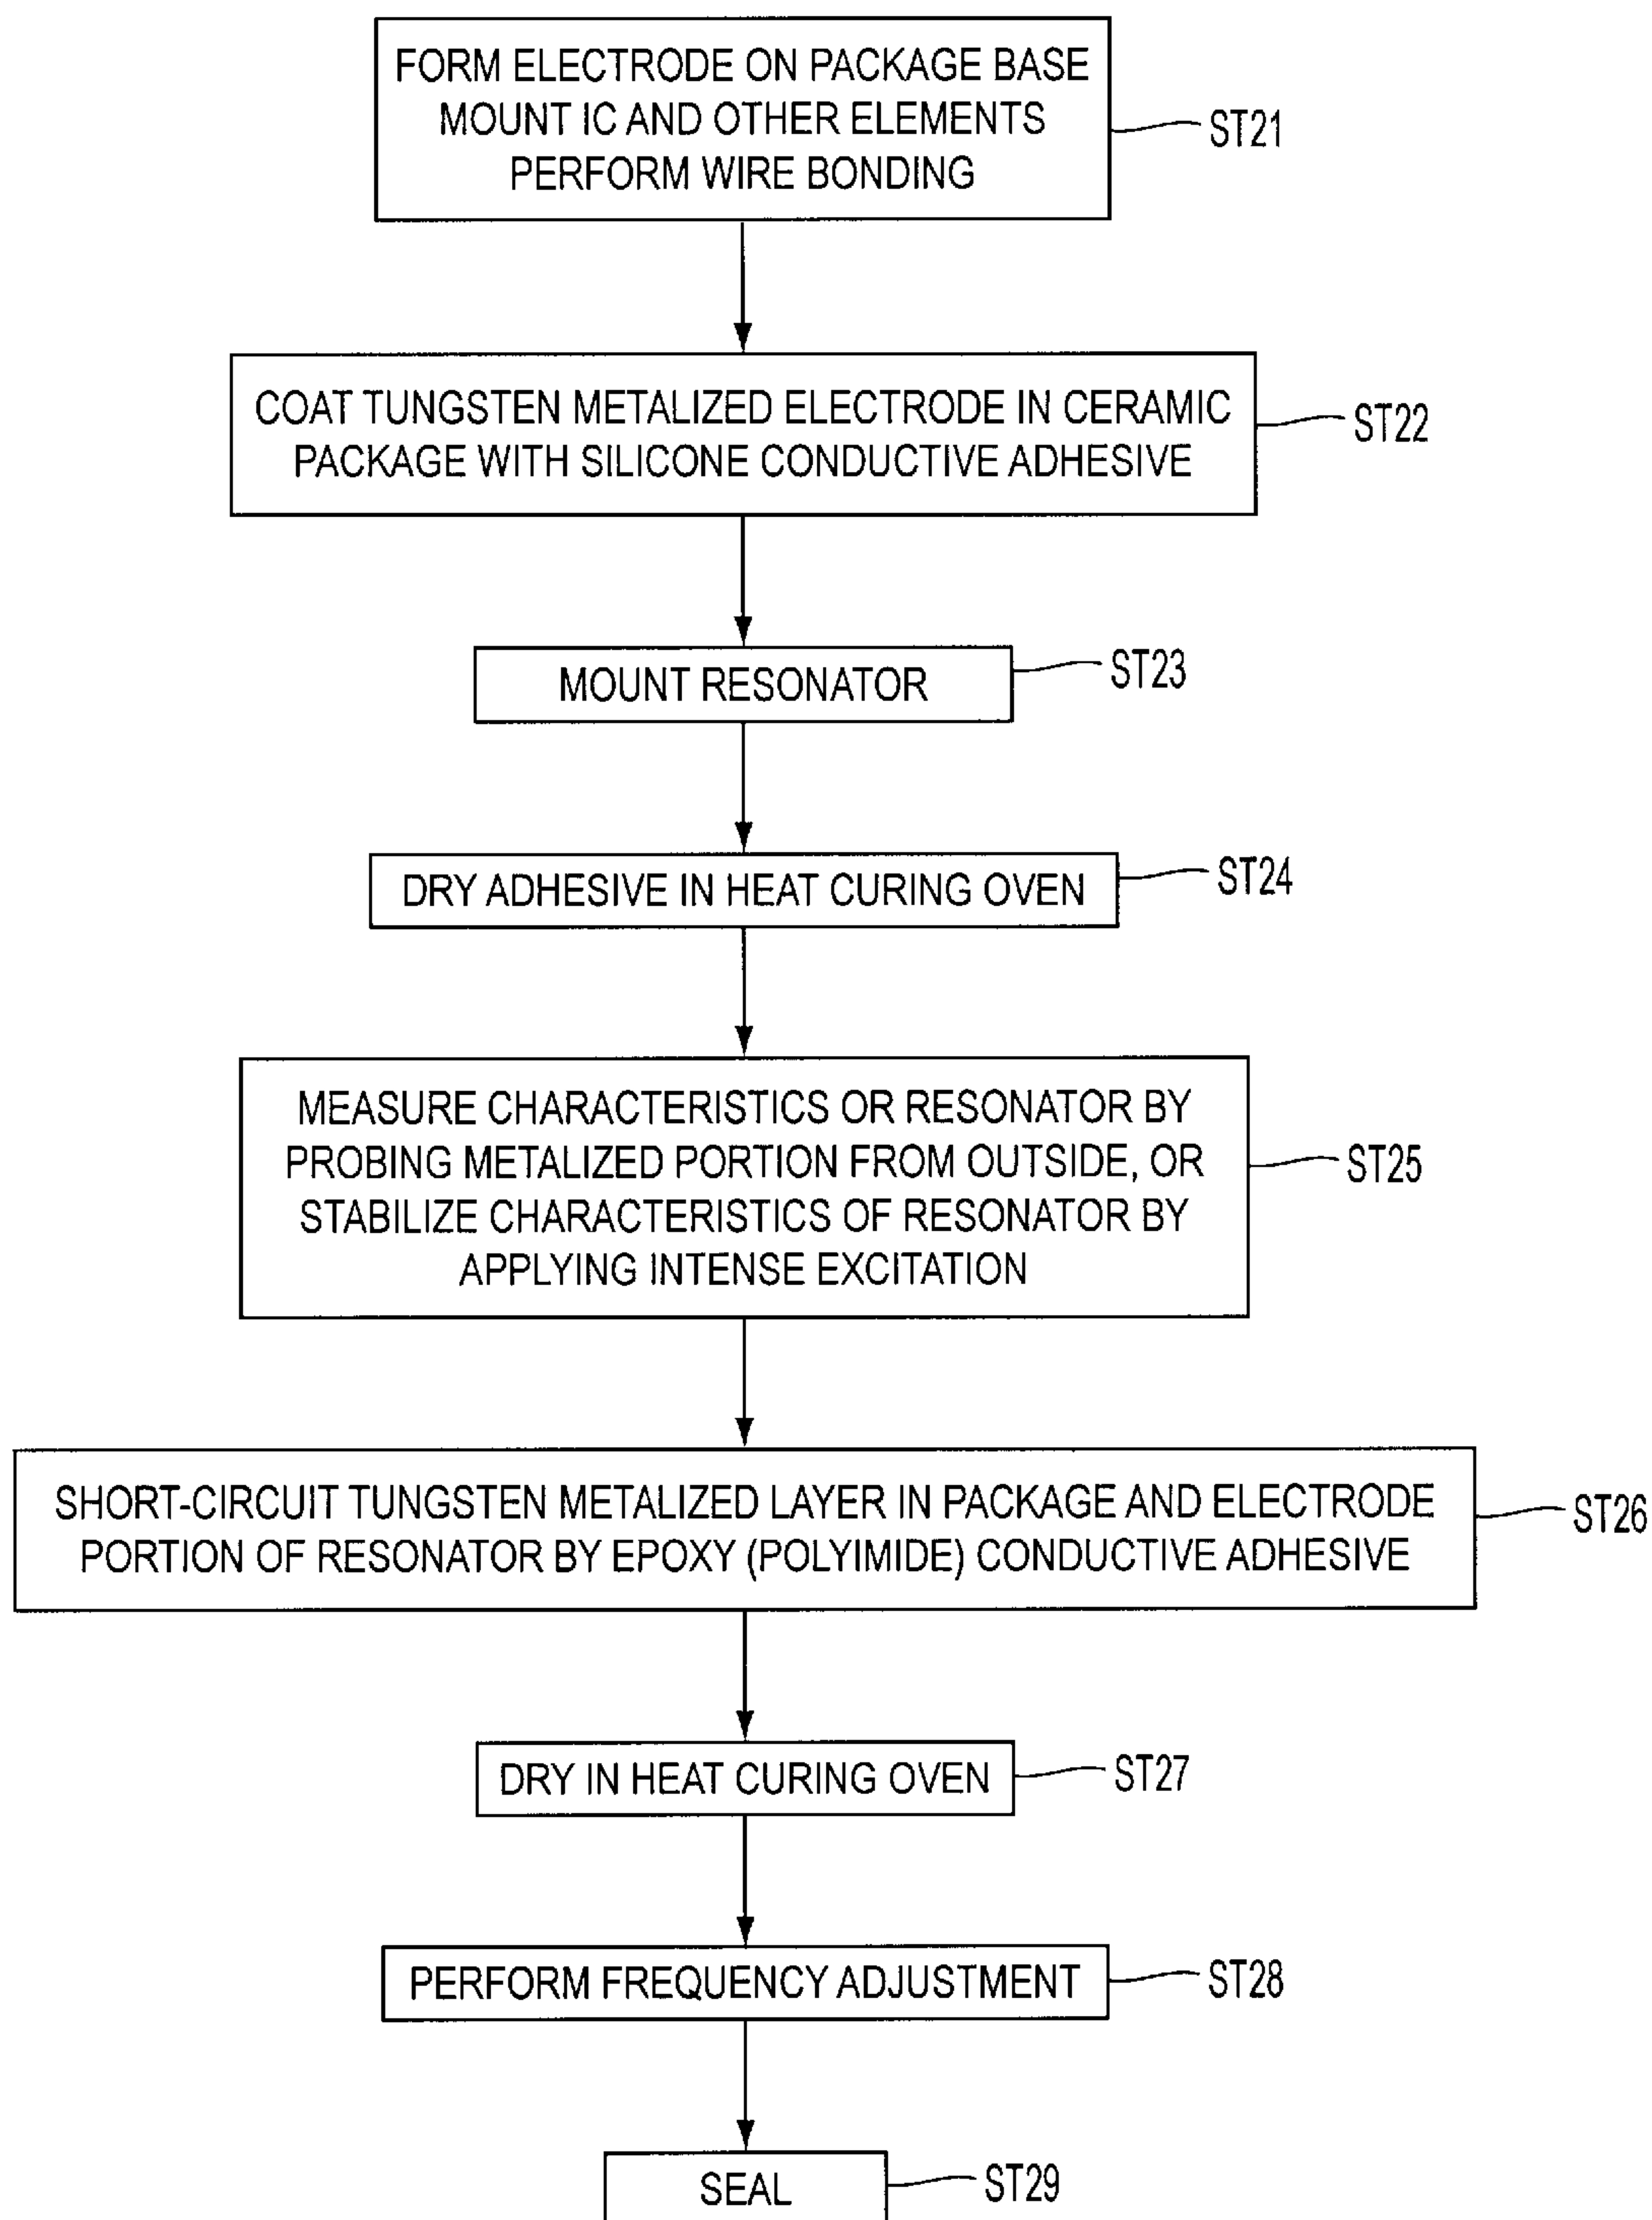 FORM ELECTRODE ON PACKAGE BASE
MOUNT IC AND OTHER ELEMENTS
PERFORM WIRE BONDING
ST21
COAT TUNGSTEN METALIZED ELECTRODE IN CERAMIC
PACKAGE WITH SILICONE CONDUCTIVE ADHESIVE
ST22
MOUNT RESONATOR
ST23
DRY ADHESIVE IN HEAT CURING OVEN
ST24
MEASURE CHARACTERISTICS OR RESONATOR BY
PROBING METALIZED PORTION FROM OUTSIDE, OR
STABILIZE CHARACTERISTICS OF RESONATOR BY
APPLYING INTENSE EXCITATION
ST25
SHORT-CIRCUIT TUNGSTEN METALIZED LAYER IN PACKAGE AND ELECTRODE
PORTION OF RESONATOR BY EPOXY (POLYIMIDE) CONDUCTIVE ADHESIVE
ST26
DRY IN HEAT CURING OVEN
ST27
PERFORM FREQUENCY ADJUSTMENT
ST28
SEAL
ST29